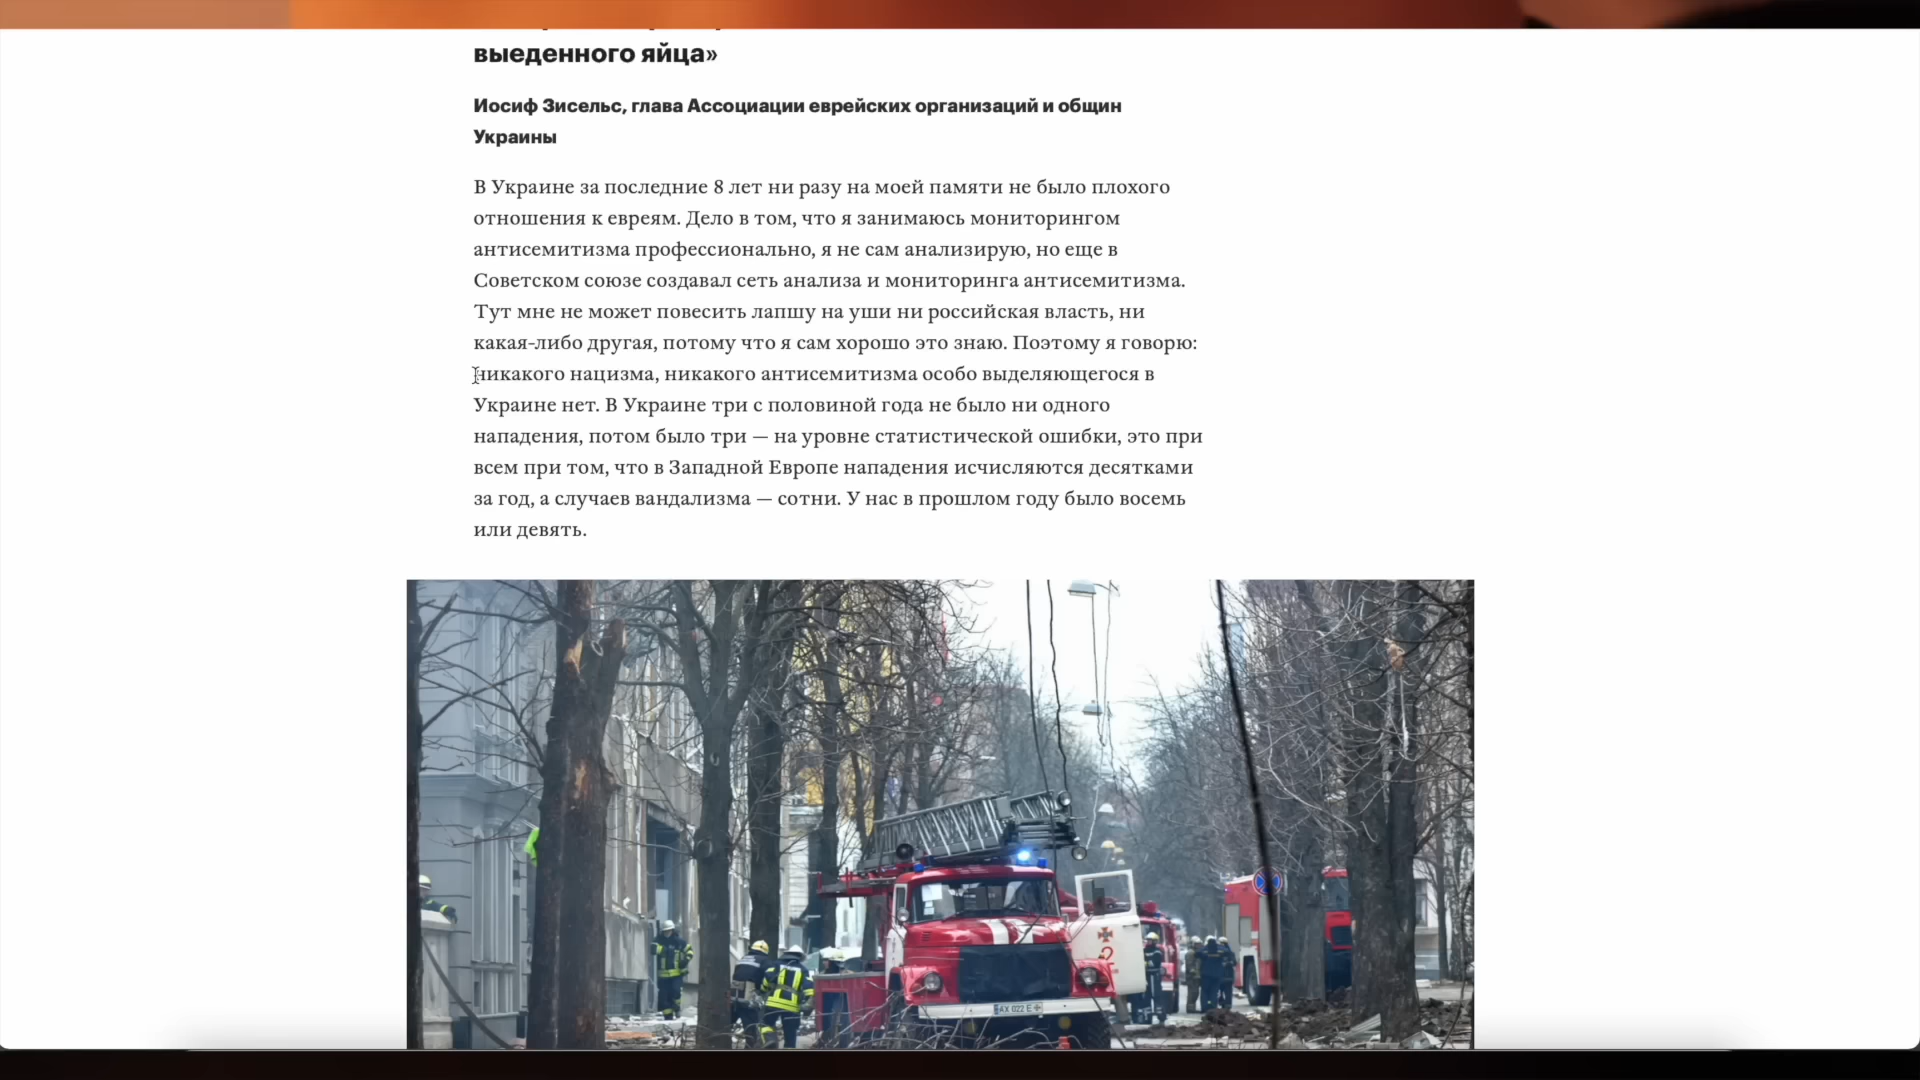 выеденного яйца»
Иосиф Зисельс, глава Ассоциации еврейских организаций и общин
Украины
В Украине за последние 8 лет ни разу на моей памяти не было плохого
отношения к евреям. Дело в том, что я занимаюсь мониторингом
антисемитизма профессионально, я не сам анализирую, но еще в
Советском союзе создавал сеть анализа и мониторинга антисемитизма.
Тут мне не может повесить лапшу на уши ни российская власть, ни
какая-либо другая, потому что я сам хорошо это знаю. Поэтому я говорю:
никакого нацизма, никакого антисемитизма особо выделяющегося в
Украине нет. В Украине три с половиной года не было ни одного
нападения, потом было три — на уровне статистической ошибки, это при
всем при том, что в Западной Европе нападения исчисляются десятками
за год, а случаев вандализма — сотни. У нас в прошлом году было восемь
или девять.
2
AX 022 E